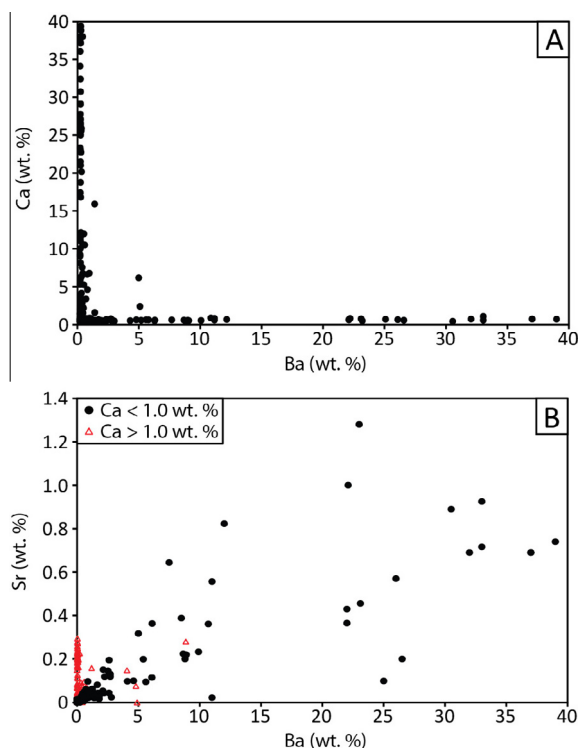 A
40
35
30
25
20
15
10
5
0
Ca (wt. %)
0 5 10 15 20 25 30 35 40
Ba (wt. %)
B
Ca < 1.0 wt. %
Ca > 1.0 wt. %
1.4
1.2
1.0
0.8
0.6
0.4
0.2
0
Sr (wt. %)
0 5 10 15 20 25 30 35 40
Ba (wt. %)